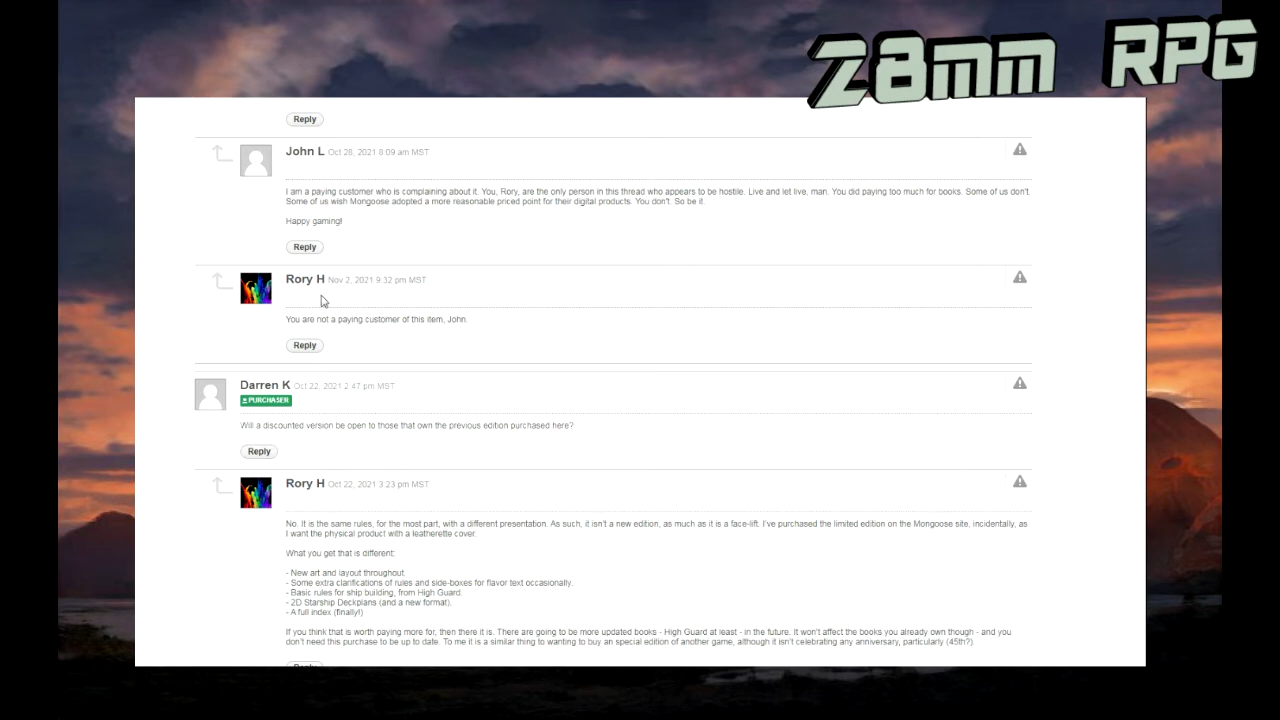 28mm RPG
Reply
John L Oct 28, 2021 8:09 am MST
I am a paying customer who is complaining about it. You, Rory, are the only person in this thread who appears to be hostile. Live and let live, man. You did paying too much for books. Some of us don't.
Some of us wish Mongoose adopted a more reasonable priced point for their digital products. You don't. So be it.
Happy gaming!
Reply
Rory H Nov 2, 2021 9:32 pm MST
You are not a paying customer of this item, John.
Reply
Darren K Oct 22, 2021 2:47 pm MST
PURCHASER
Will a discounted version be open to those that own the previous edition purchased here?
Reply
Rory H Oct 22, 2021 3:23 pm MST
No. It is the same rules, for the most part, with a different presentation. As such, it isn't a new edition, as much as it is a face-lift. I've purchased the limited edition on the Mongoose site, incidentally, as
I want the physical product with a leatherette cover.
What you get that is different:
- New art and layout throughout.
- Some extra clarifications of rules and side-boxes for flavor text occasionally.
- Basic rules for ship building, from High Guard.
- 2D Starship Deckplans (and a new format).
- A full index (finally!)
If you think that is worth paying more for, then there it is. There are going to be more updated books - High Guard at least - in the future. It won't affect the books you already own though - and you
don't need this purchase to be up to date. To me it is a similar thing to wanting to buy an special edition of another game, although it isn't celebrating any anniversary, particularly (45th?).
Reply